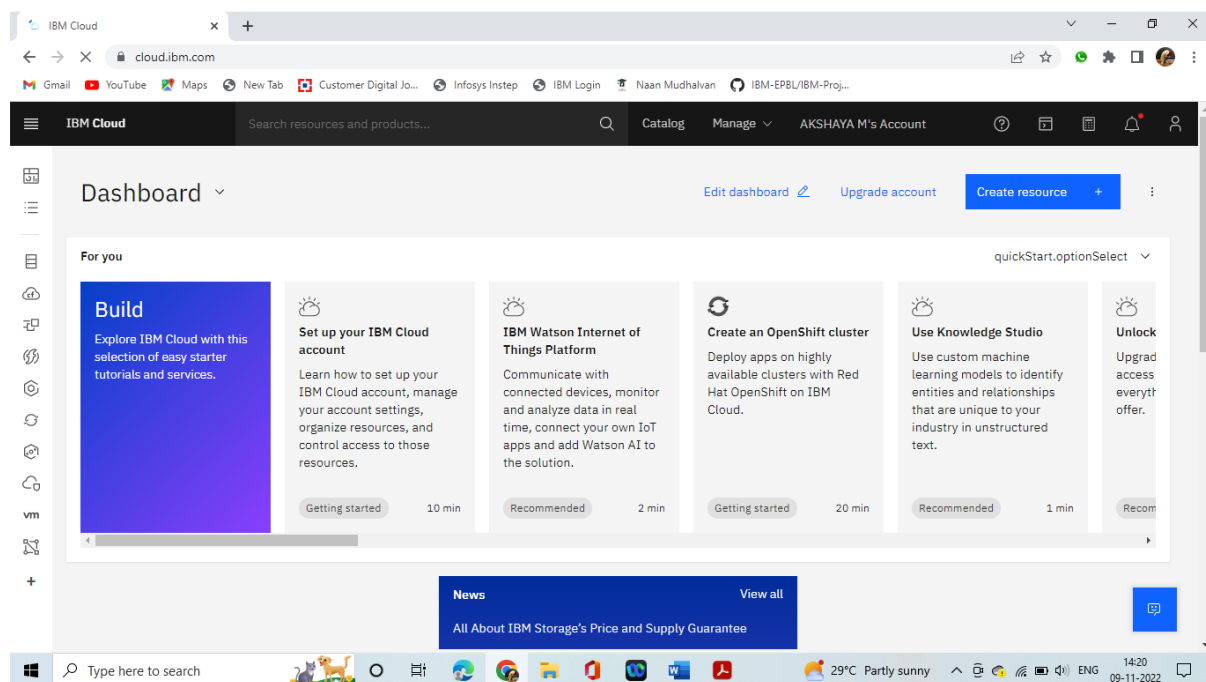 IBM Cloud
cloud.ibm.com
Gmail YouTube Maps New Tab Customer Digital Jo... Infosys Instep IBM Login Naan Mudhalvan IBM-EPBL/IBM-Proj...
IBM Cloud Search resources and products... Catalog Manage AKSHAYA M's Account
Dashboard Edit dashboard Upgrade account Create resource +
For you quickStart.optionSelect
Build
Explore IBM Cloud with this
selection of easy starter
tutorials and services.
Set up your IBM Cloud
account
Learn how to set up your
IBM Cloud account, manage
your account settings,
organize resources, and
control access to those
resources.
Getting started 10 min
IBM Watson Internet of
Things Platform
Communicate with
connected devices, monitor
and analyze data in real
time, connect your own IoT
apps and add Watson AI to
the solution.
Recommended 2 min
Create an OpenShift cluster
Deploy apps on highly
available clusters with Red
Hat OpenShift on IBM
Cloud.
Getting started 20 min
Use Knowledge Studio
Use custom machine
learning models to identify
entities and relationships
that are unique to your
industry in unstructured
text.
Recommended 1 min
Unlock
Upgrad
access
everyth
offer.
Recom
vm
News View all
All About IBM Storage's Price and Supply Guarantee
Type here to search 29°C Partly sunny ENG 14:20
09-11-2022